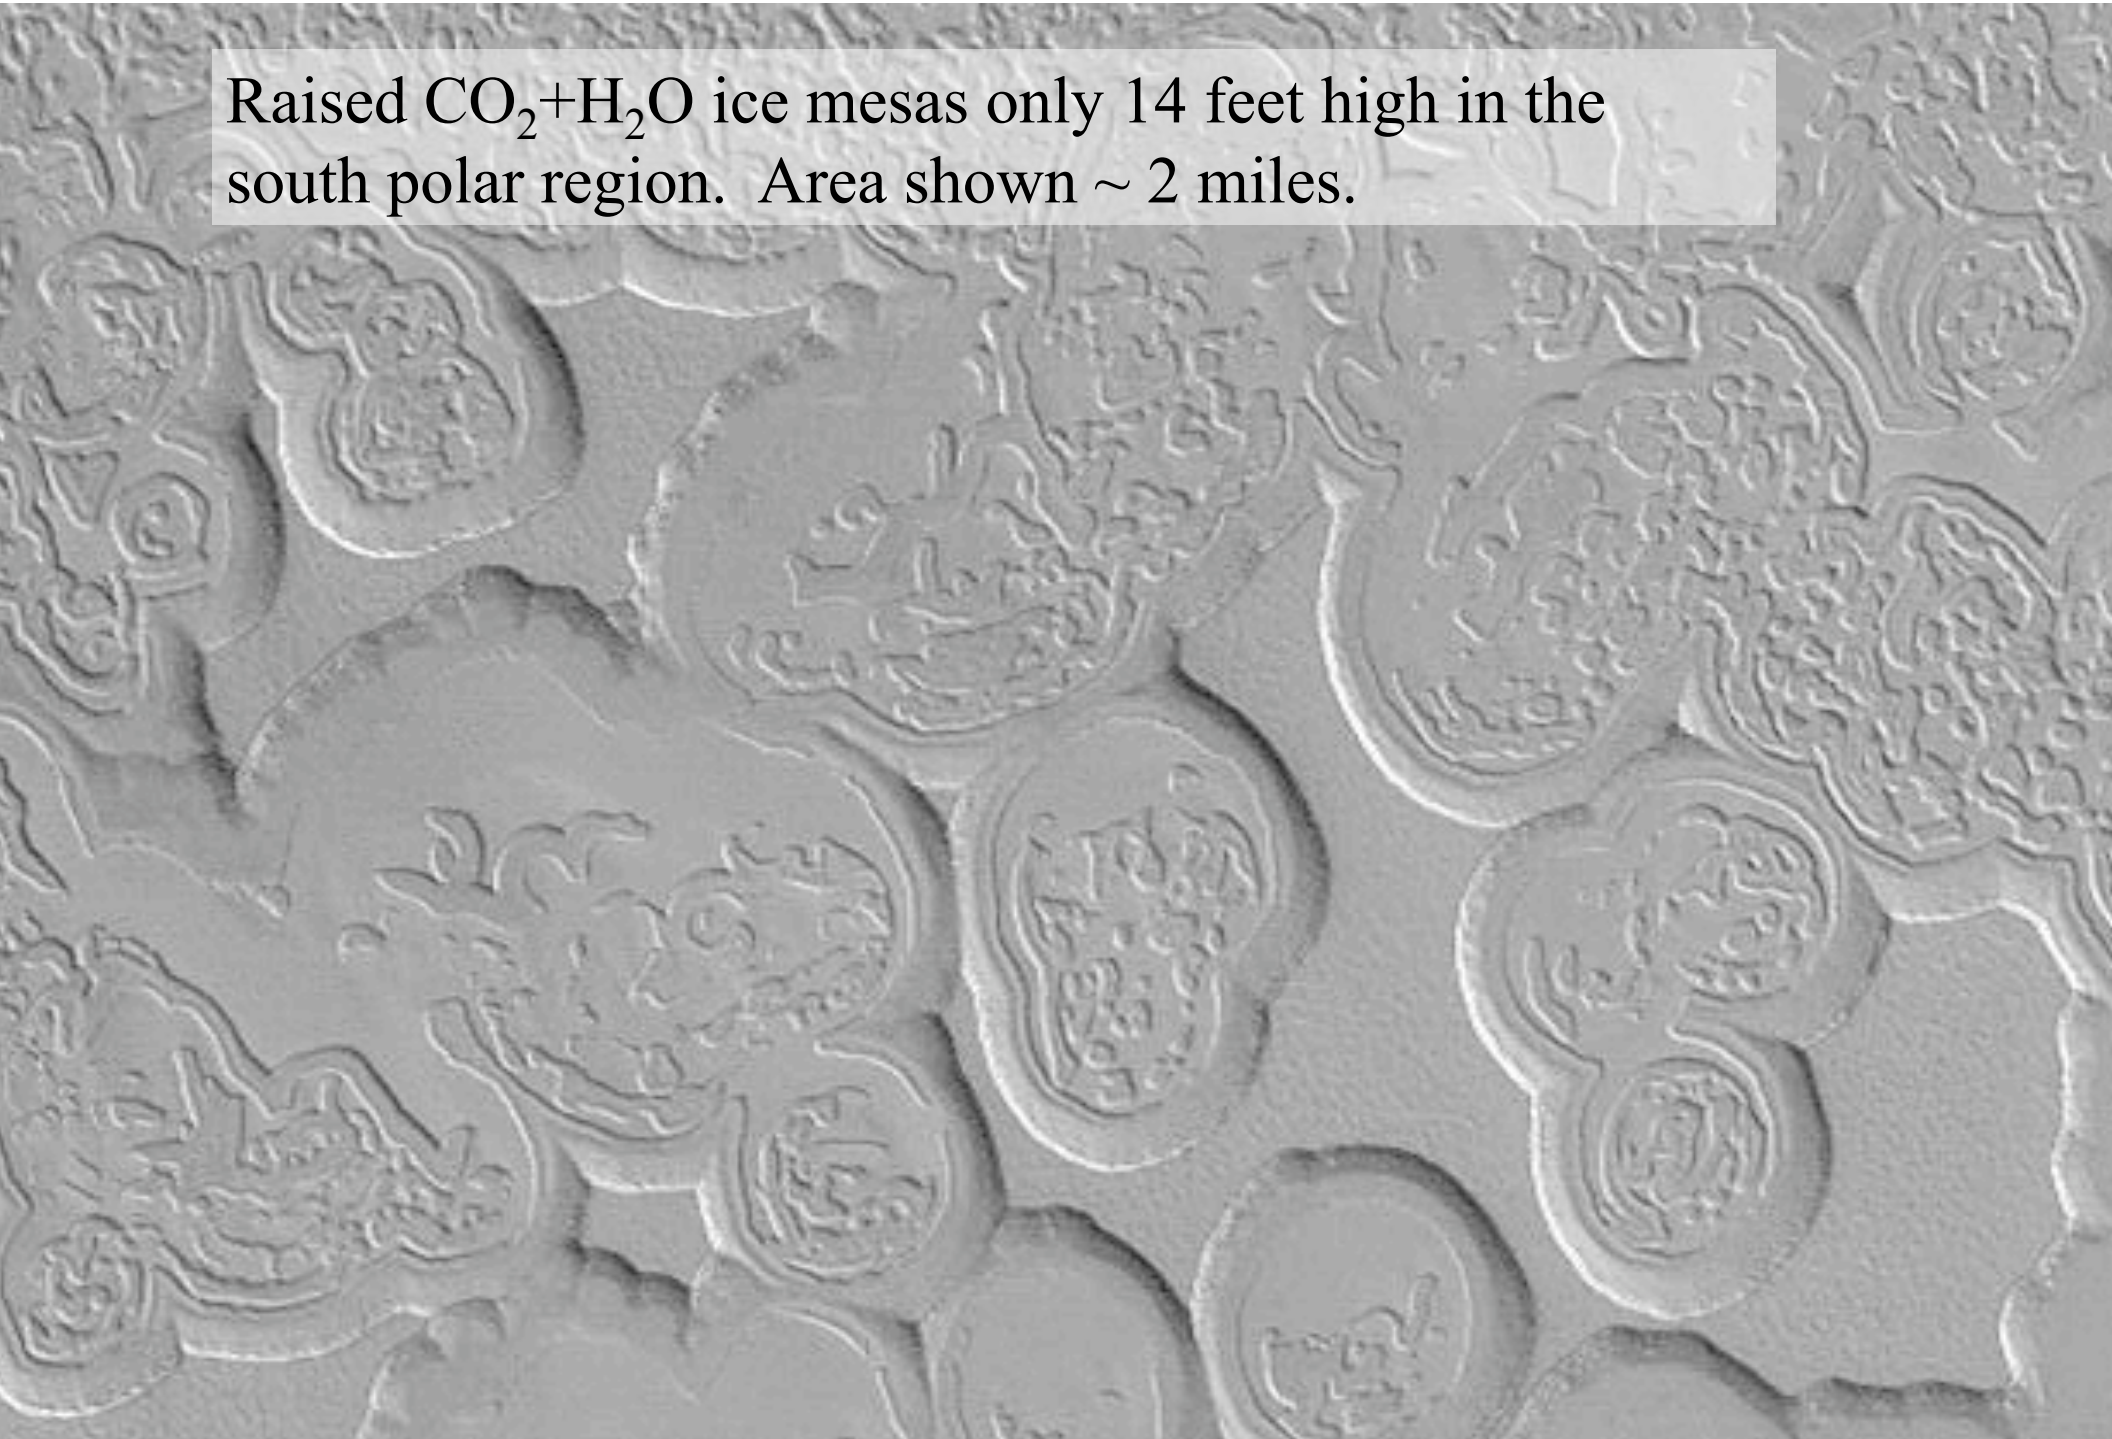 Raised CO₂+H₂O ice mesas only 14 feet high in the
south polar region.  Area shown ~ 2 miles.